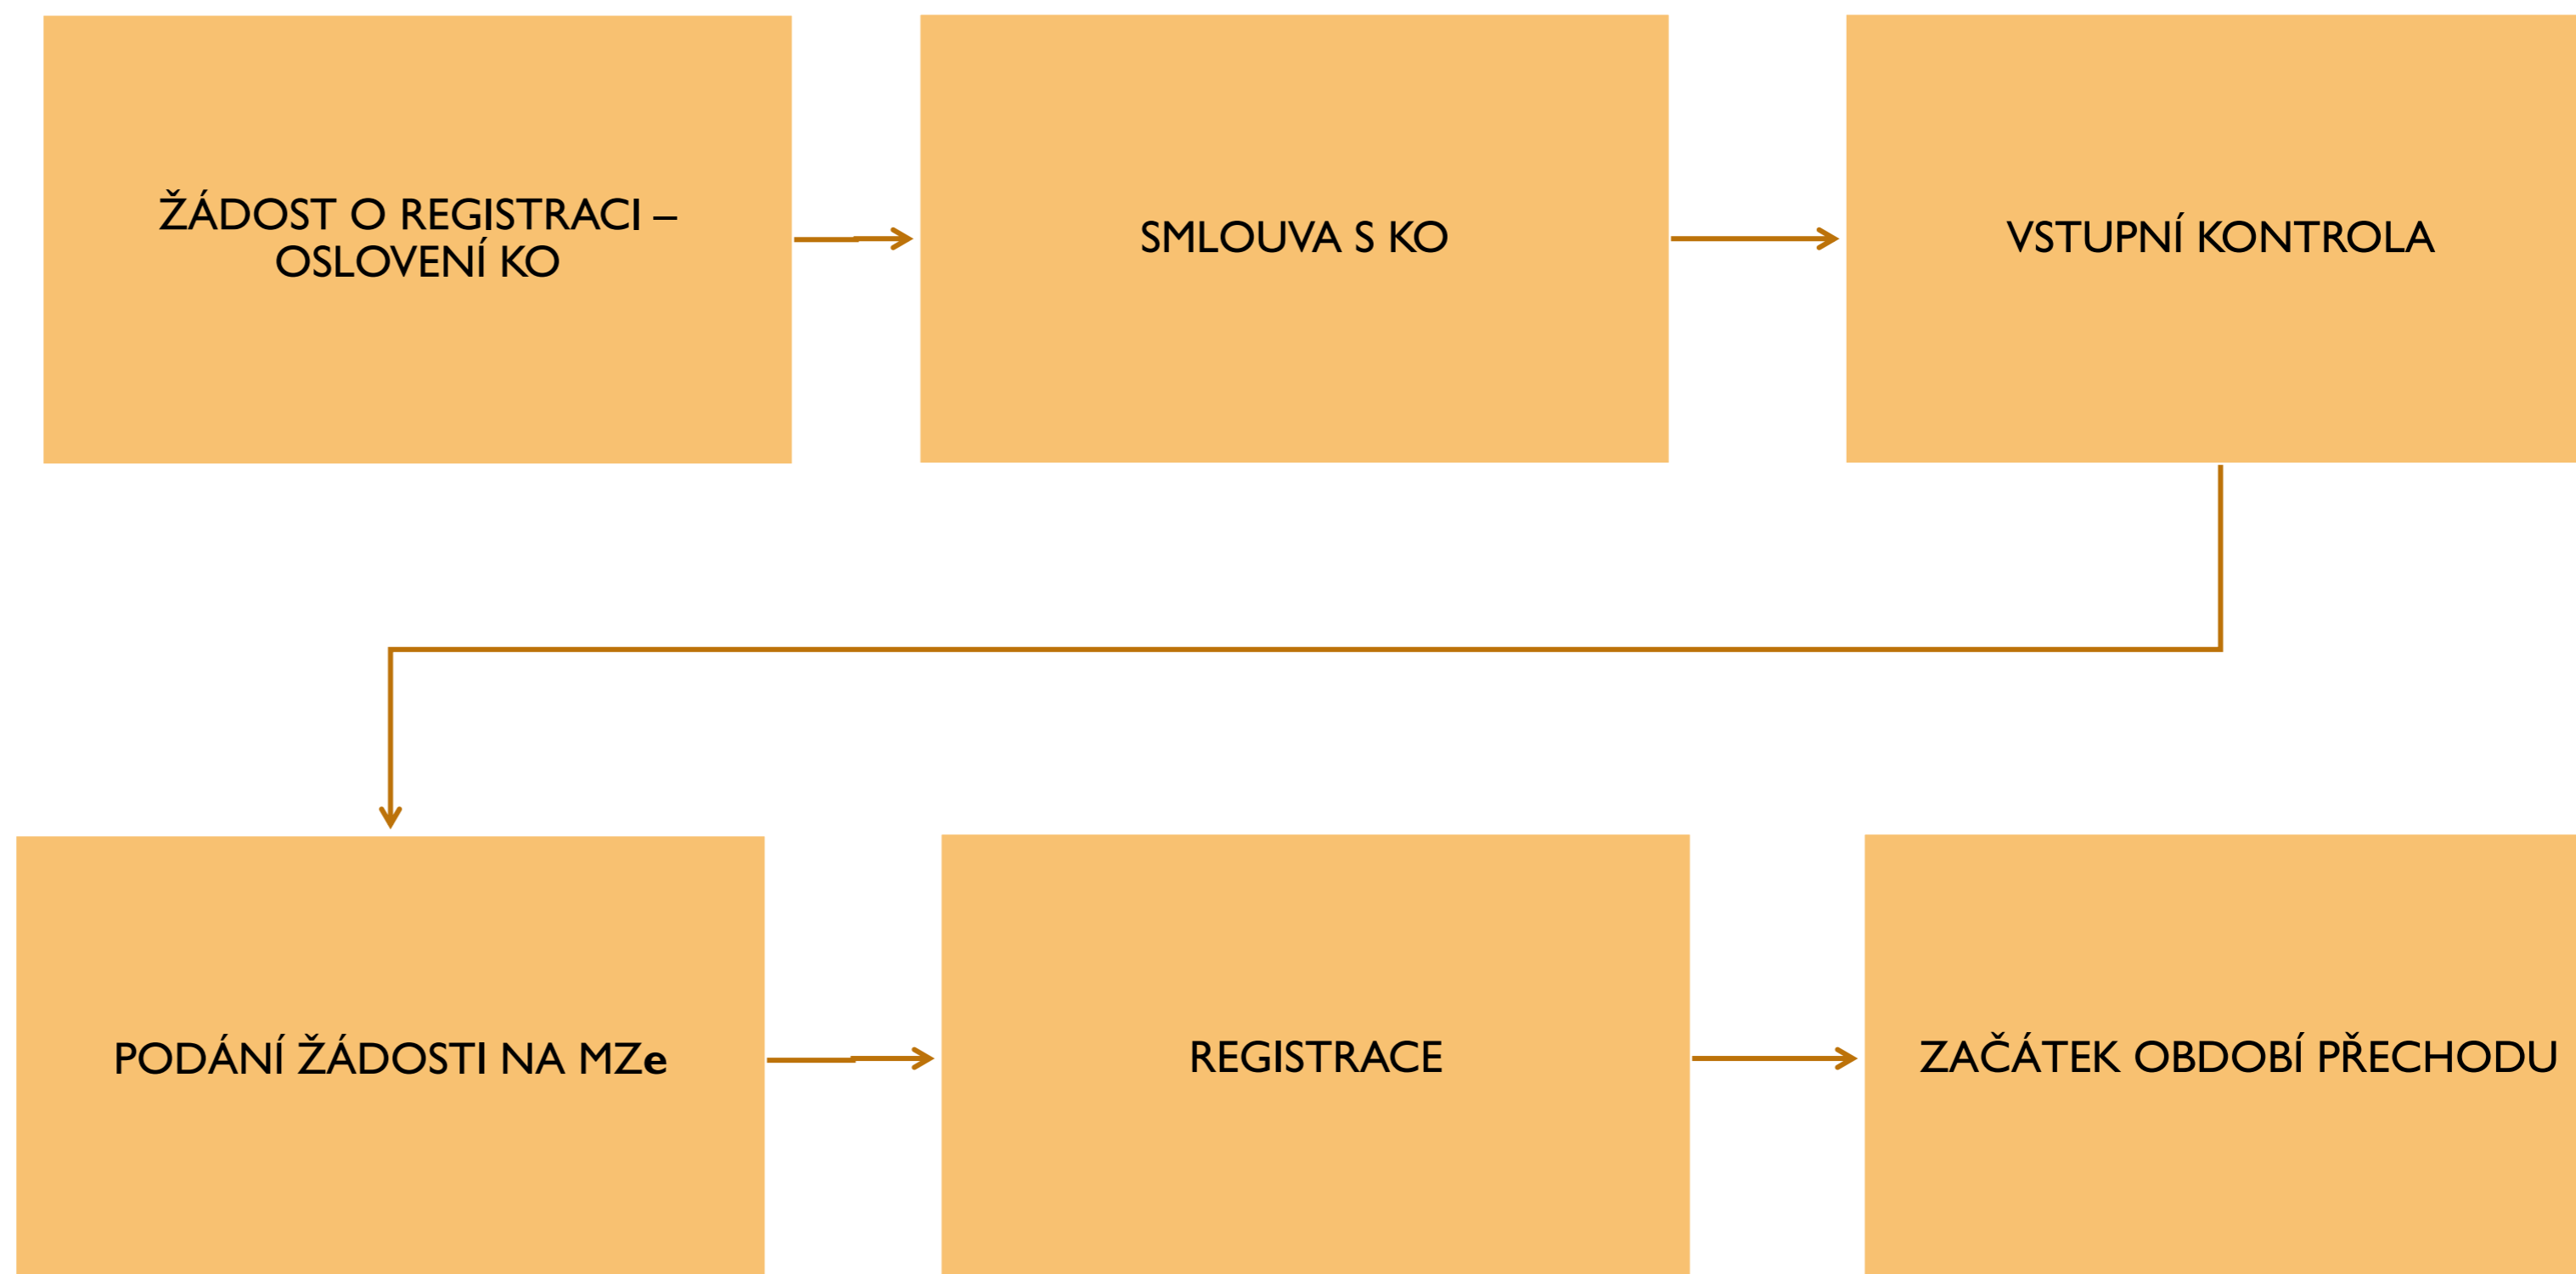 ŽÁDOST O REGISTRACI –
OSLOVENÍ KO
SMLOUVA S KO
VSTUPNÍ KONTROLA
PODÁNÍ ŽÁDOSTI NA MZe
REGISTRACE
ZAČÁTEK OBDOBÍ PŘECHODU